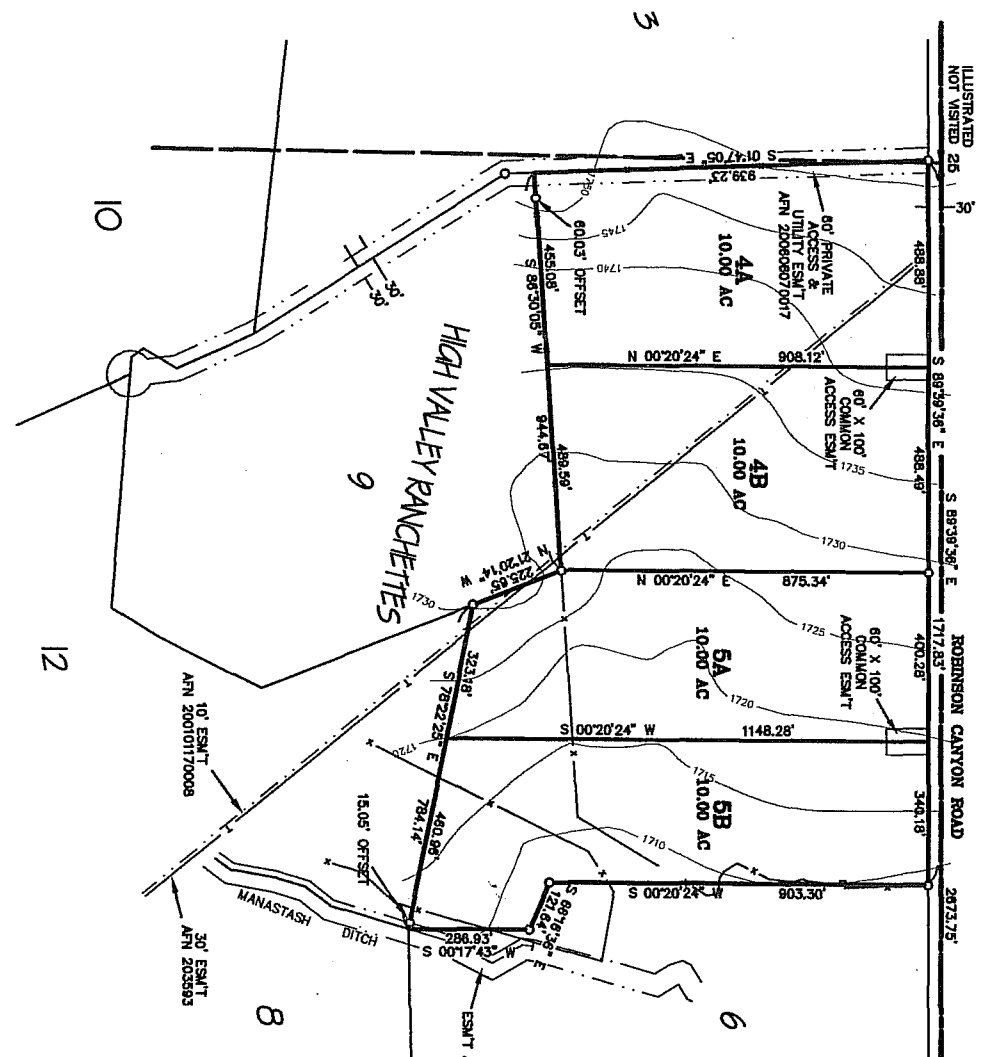 ILLUSTRATED
NOT VISITED
26
30'
3
S 01°47'05" E
939.23'
60' PRIVATE
ACCESS &
UTILITY ESM'T
AFN 200608070017
488.88'
4A
10.00 AC
1750
1745
1740
60.03' OFFSET
455.08'
S 86°30'05" W
944.67'
489.59'
N 00°20'24" E
908.12'
60' X 100'
COMMON
ACCESS ESM'T
S 89°39'36" E
488.49'
1735
4B
10.00 AC
1730
S 89°39'36" E
1717.83'
N 00°20'24" E
875.34'
N 21°20'14" W
225.65'
1730
1725
60' X 100'
COMMON
ACCESS ESM'T
400.28'
ROBINSON CANYON ROAD
5A
10.00 AC
1720
323.18'
S 78°22'25" E
784.14'
460.96'
1720
S 00°20'24" W
1148.28'
1715
5B
10.00 AC
1710
340.18'
2673.75'
S 00°20'24" W
903.30'
S 68°16'36" E
121.64'
286.93'
S 00°17'43" W
15.05' OFFSET
10
30'
30'
HIGH VALLEY RANCHETTES
9
12
10' ESM'T
AFN 200101170008
30' ESM'T
AFN 203593
MANASTASH DITCH
ESM'T
8
6